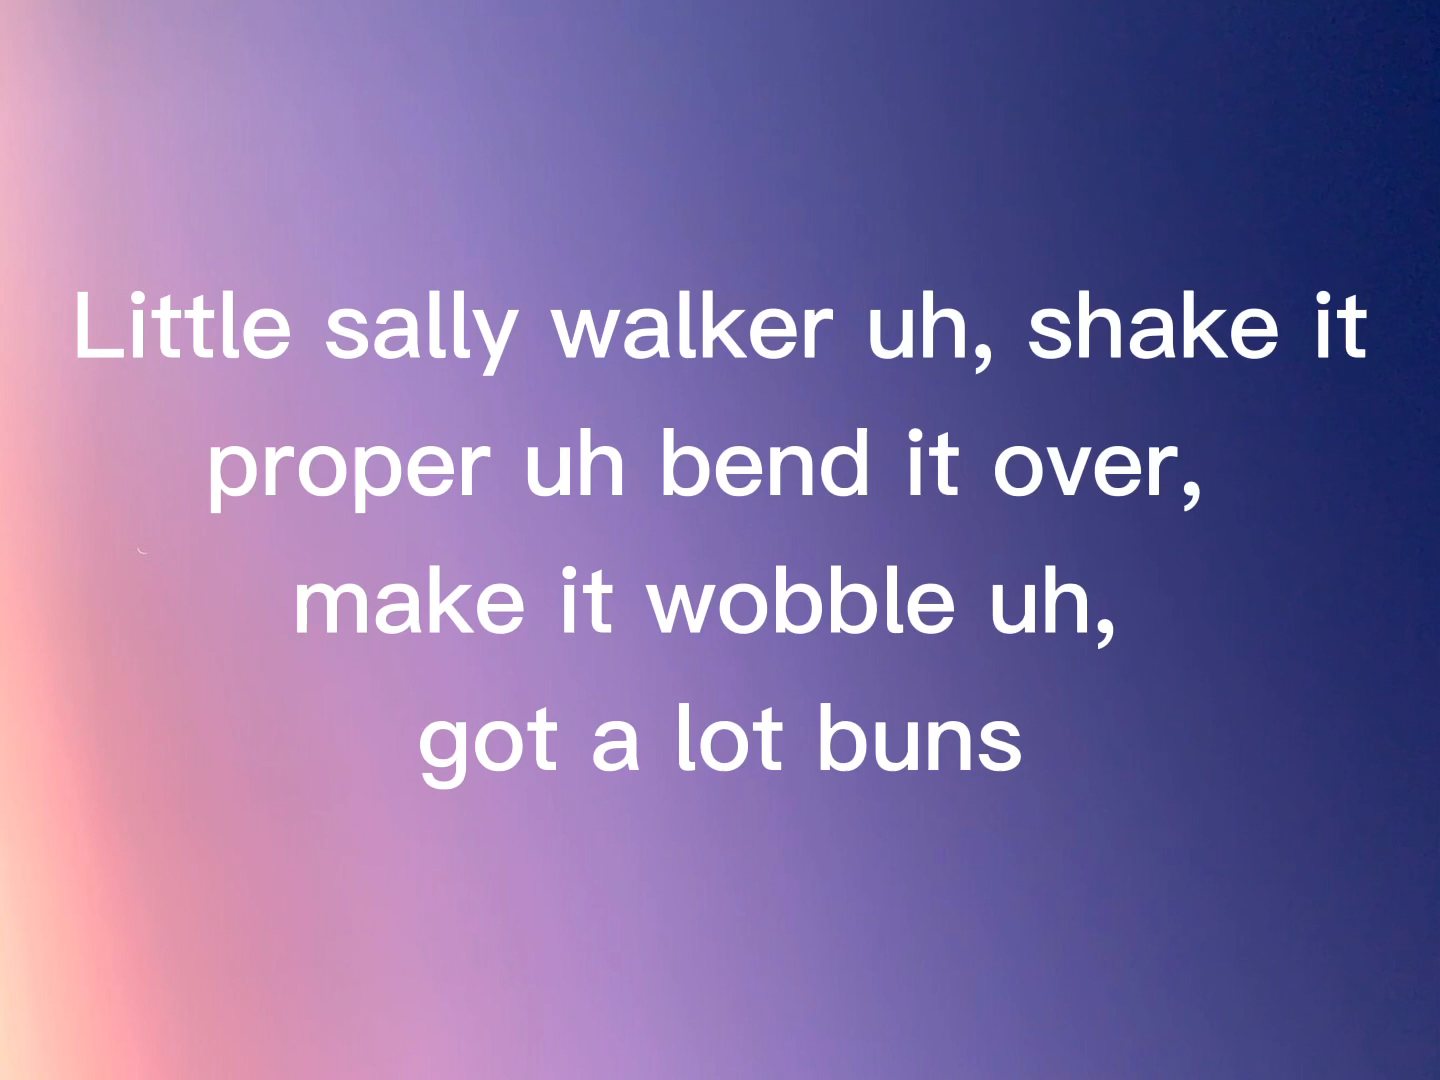 Little sally walker uh, shake it
proper uh bend it over,
make it wobble uh,
got a lot buns